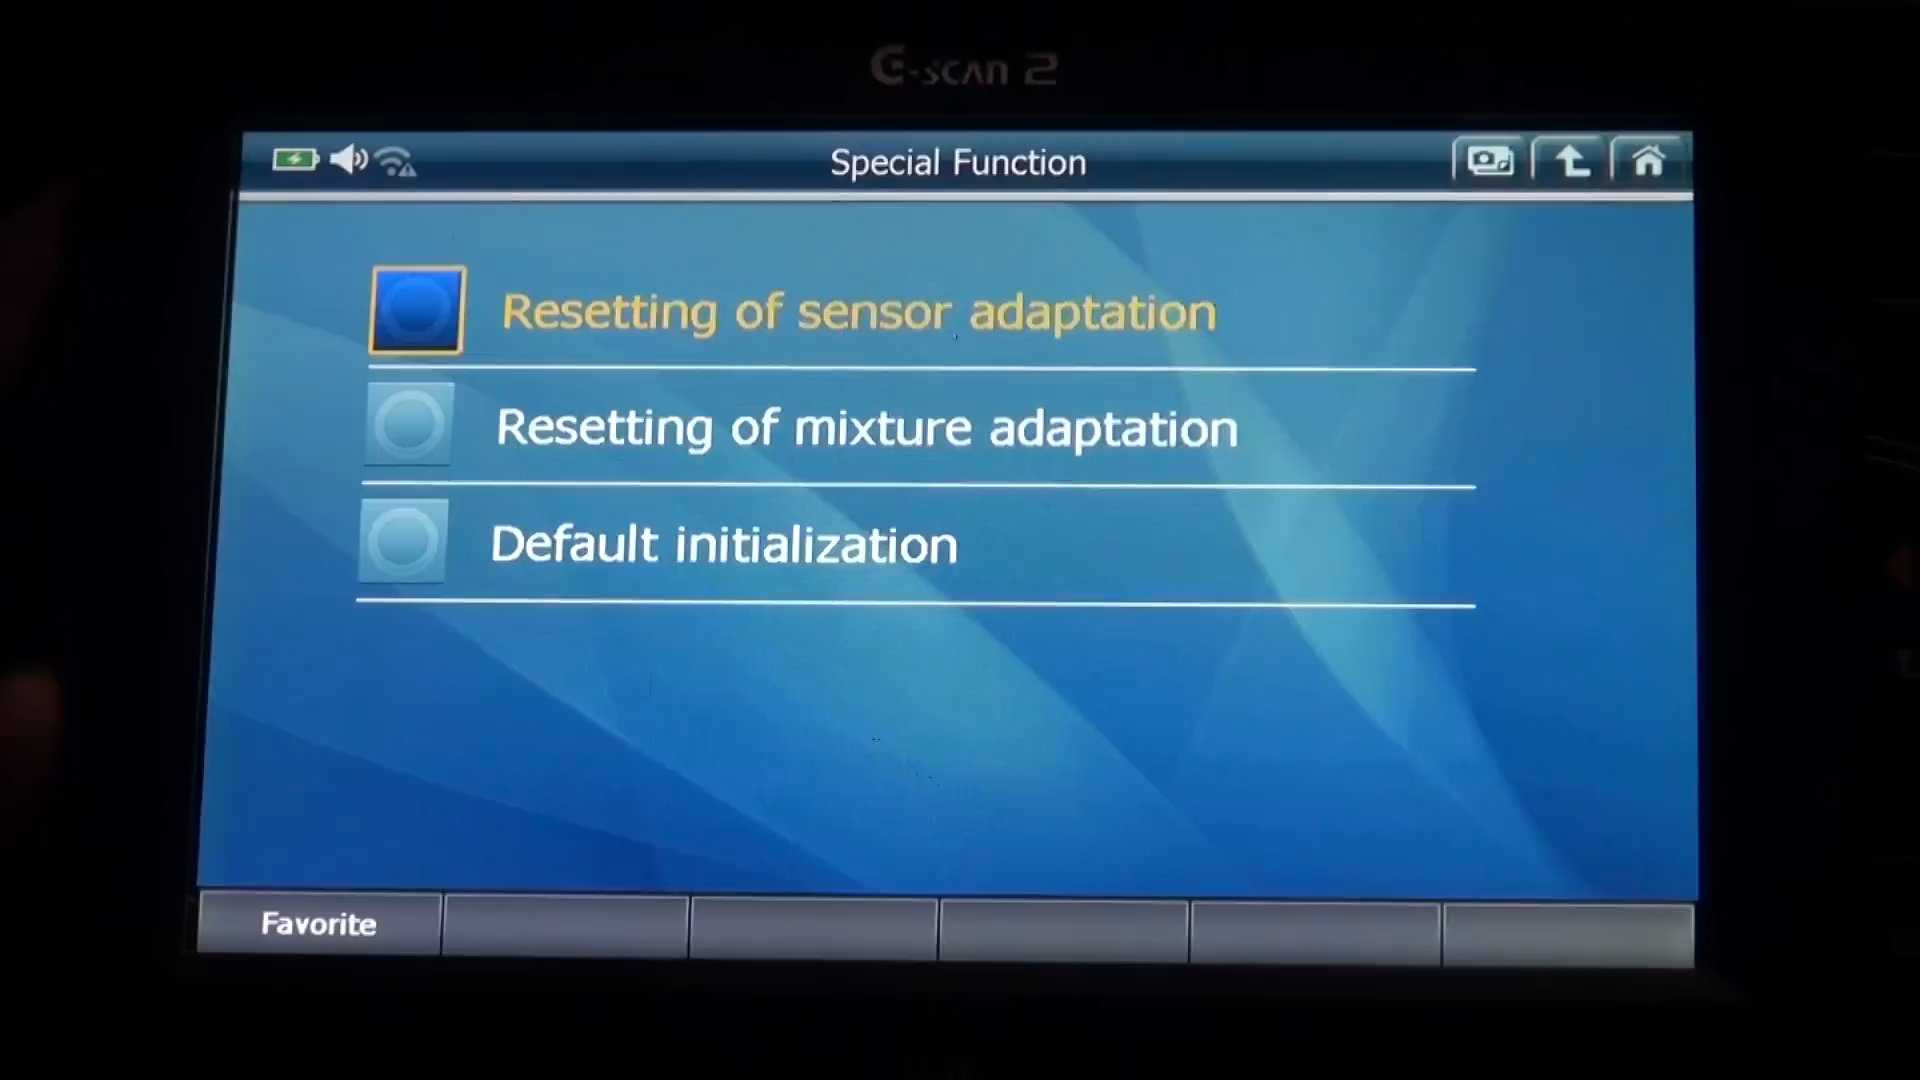 G-SCAN 2
Special Function
Resetting of sensor adaptation
Resetting of mixture adaptation
Default initialization
Favorite